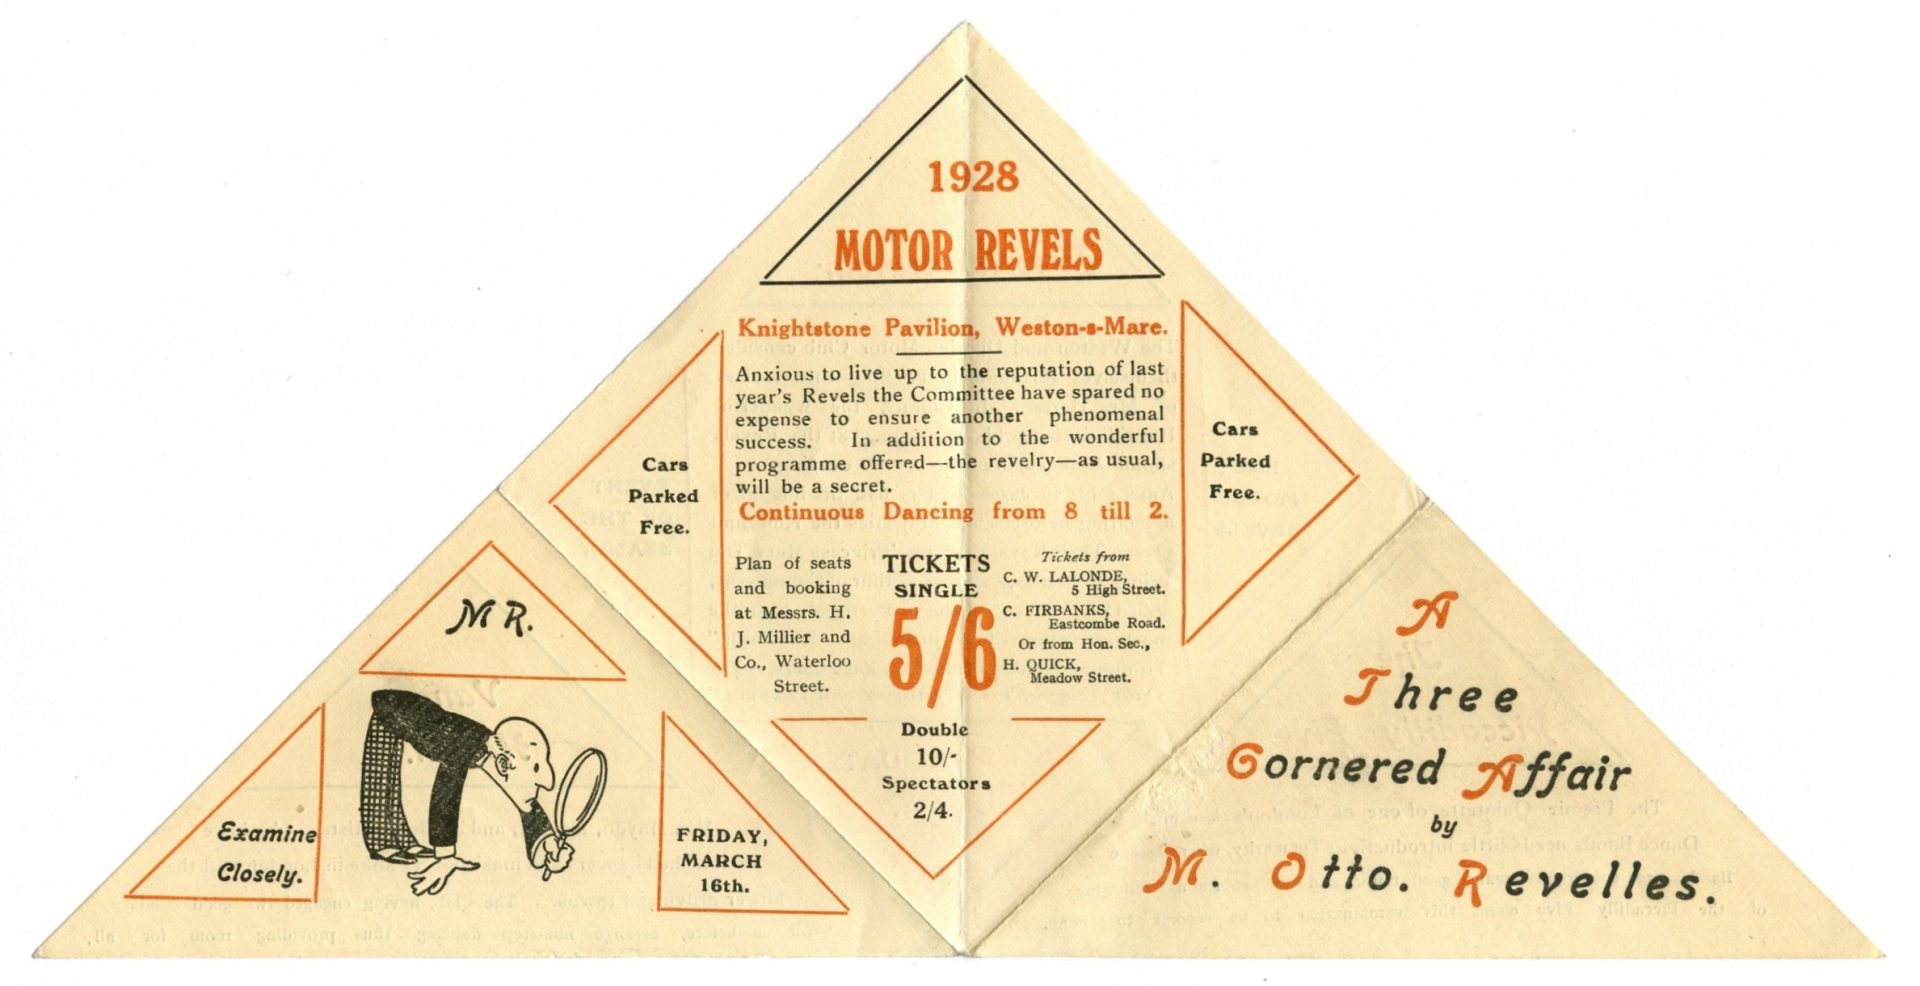 1928
MOTOR REVELS
Knightstone Pavilion, Weston-s-Mare.
Anxious to live up to the reputation of last
year's Revels the Committee have spared no
expense to ensure another phenomenal
success. In addition to the wonderful
programme offered—the revelry—as usual,
will be a secret.
Continuous Dancing from 8 till 2.
Cars
Parked
Free.
Cars
Parked
Free.
Plan of seats
and booking
at Messrs. H.
J. Millier and
Co., Waterloo
Street.
TICKETS
SINGLE
5/6
Double
10/-
Spectators
2/4.
Tickets from
C. W. LALONDE,
5 High Street.
C. FIRBANKS,
Eastcombe Road.
Or from Hon. Sec.,
H. QUICK,
Meadow Street.
MR.
Examine
Closely.
FRIDAY,
MARCH
16th.
A
Three
Cornered Affair
by
M. Otto. Revelles.